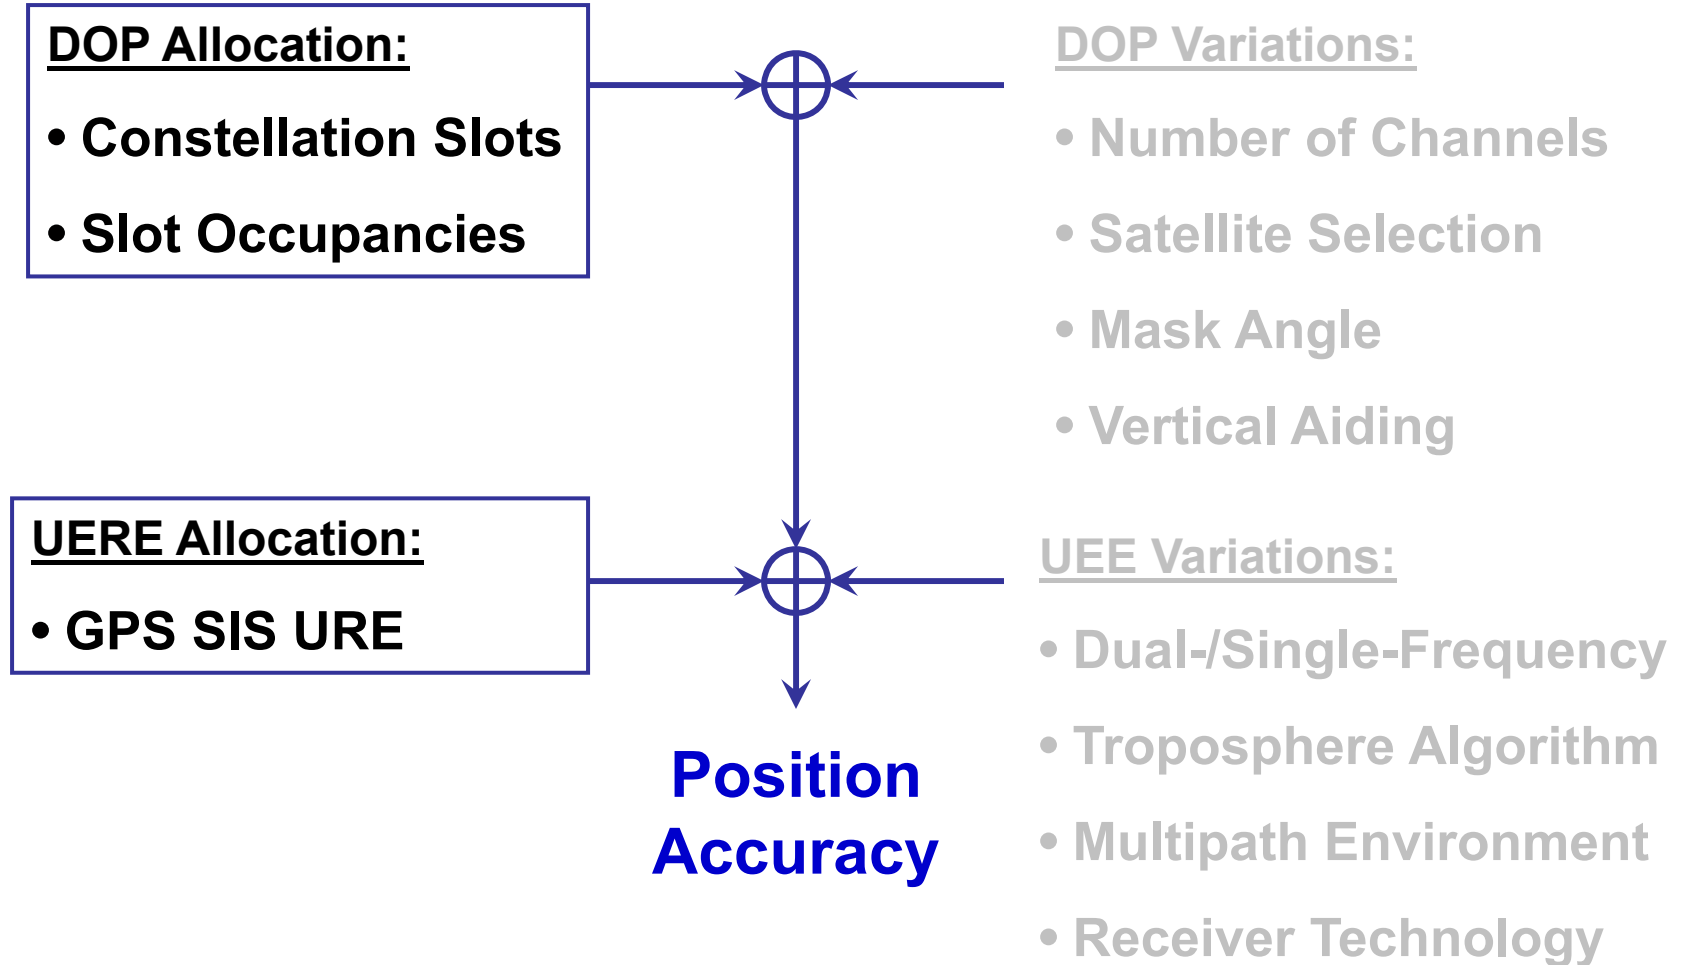 DOP Allocation:
• Constellation Slots
• Slot Occupancies
DOP Variations:
• Number of Channels
• Satellite Selection
• Mask Angle
• Vertical Aiding
UERE Allocation:
• GPS SIS URE
UEE Variations:
• Dual-/Single-Frequency
• Troposphere Algorithm
• Multipath Environment
• Receiver Technology
Position
Accuracy